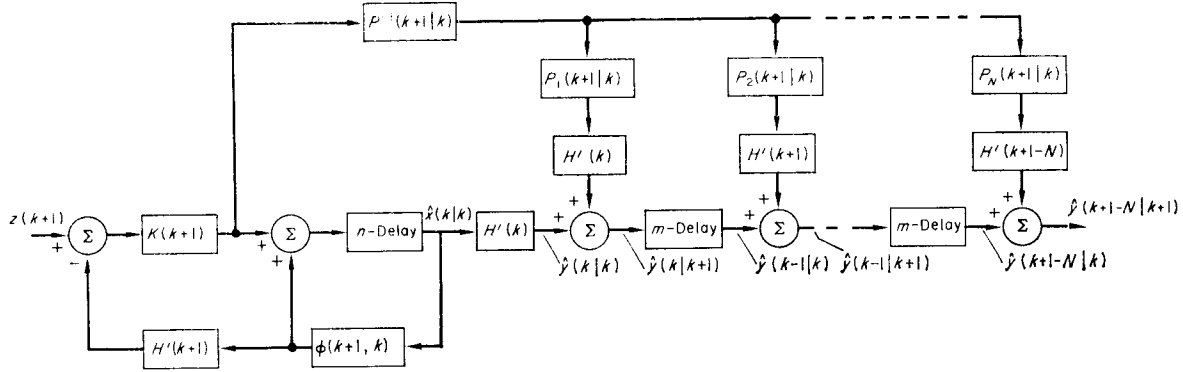 P⁻¹(k+1|k)
P₁(k+1|k)
P₂(k+1|k)
P_N(k+1|k)
H'(k)
H'(k+1)
H'(k+1-N)
z(k+1)
+
-
Σ
K(k+1)
+
+
Σ
n-Delay
x̂(k|k)
H'(k)
+
+
Σ
ŷ(k|k)
ŷ(k|k+1)
m-Delay
+
+
Σ
ŷ(k-1|k)
ŷ(k-1|k+1)
m-Delay
+
+
Σ
ŷ(k+1-N|k)
ŷ(k+1-N|k+1)
H'(k+1)
ϕ(k+1, k)